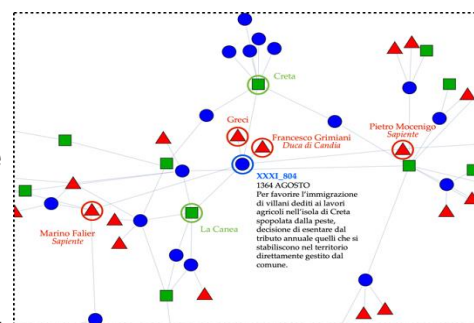 Creta
Greci
Francesco Grimiani
Duca di Candia
Pietro Mocenigo
Sapiente
XXXI_804
1364 AGOSTO
Per favorire l'immigrazione
di villani dediti ai lavori
agricoli nell'isola di Creta
spopolata dalla peste,
decisione di esentare dal
tributo annuale quelli che si
stabiliscono nel territorio
direttamente gestito dal
comune.
La Canea
Marino Falier
Sapiente